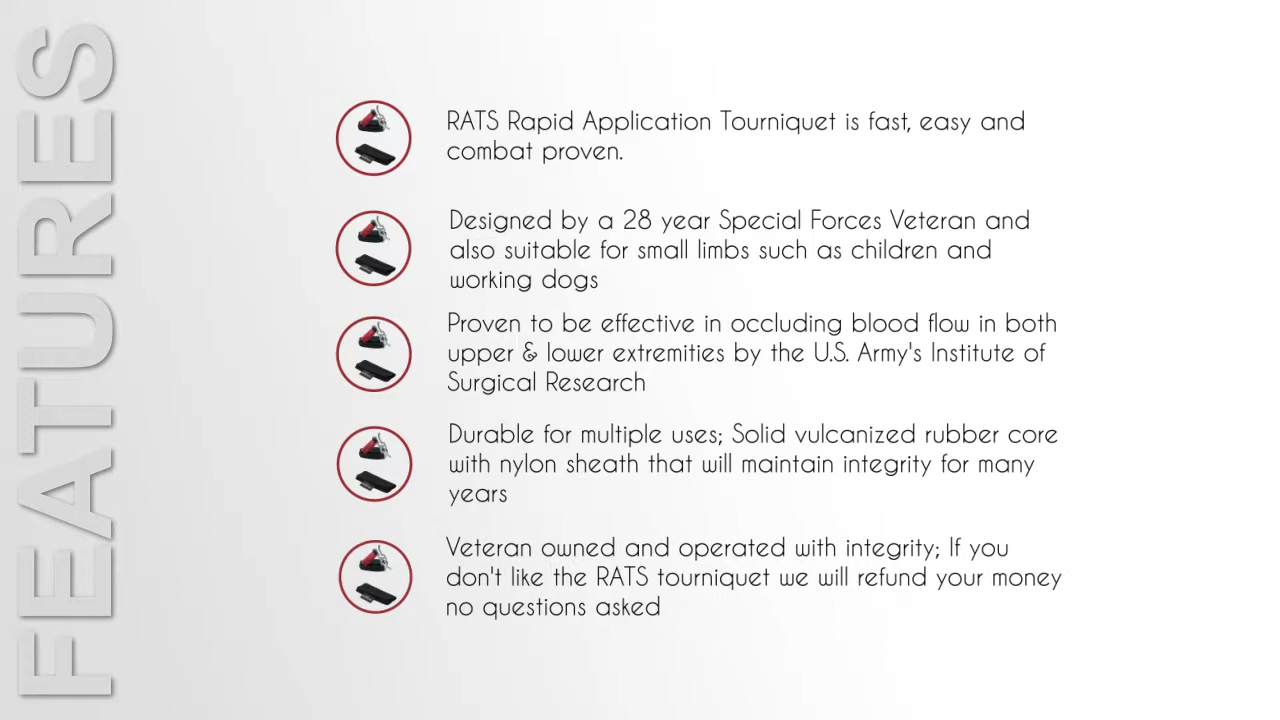 FEATURES
RATS Rapid Application Tourniquet is fast, easy and
combat proven.
Designed by a 28 year Special Forces Veteran and
also suitable for small limbs such as children and
working dogs
Proven to be effective in occluding blood flow in both
upper & lower extremities by the U.S. Army's Institute of
Surgical Research
Durable for multiple uses; Solid vulcanized rubber core
with nylon sheath that will maintain integrity for many
years
Veteran owned and operated with integrity; If you
don't like the RATS tourniquet we will refund your money
no questions asked